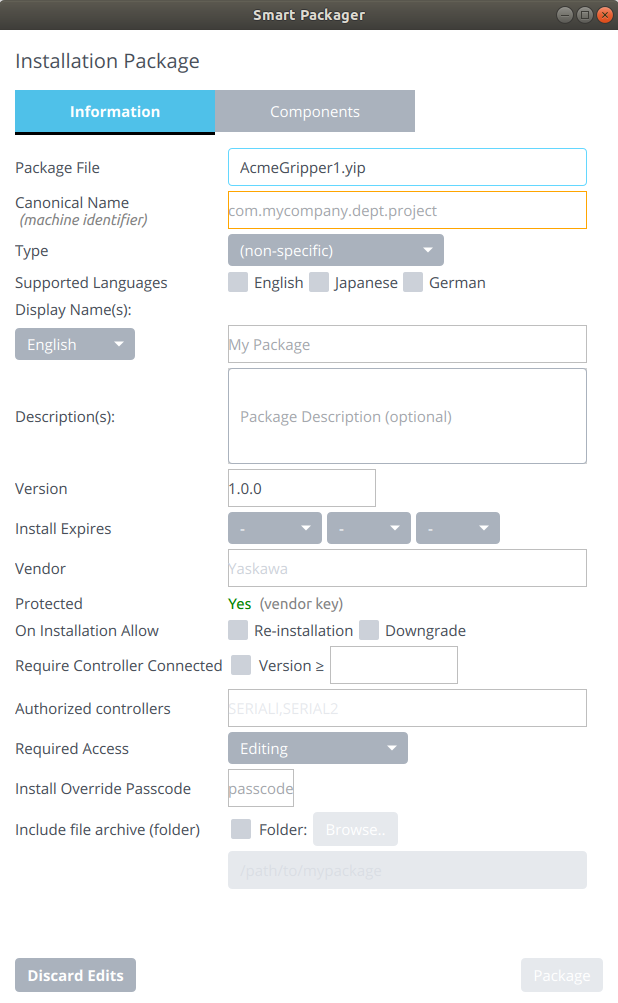 Smart Packager
Installation Package
Information Components
Package File AcmeGripper1.yip
Canonical Name com.mycompany.dept.project
(machine identifier)
Type (non-specific)
Supported Languages English Japanese German
Display Name(s):
English My Package
Description(s): Package Description (optional)
Version 1.0.0
Install Expires - - -
Vendor Yaskawa
Protected Yes (vendor key)
On Installation Allow Re-installation Downgrade
Require Controller Connected Version ≥
Authorized controllers SERIAL1,SERIAL2
Required Access Editing
Install Override Passcode passcode
Include file archive (folder) Folder: Browse..
/path/to/mypackage
Discard Edits Package